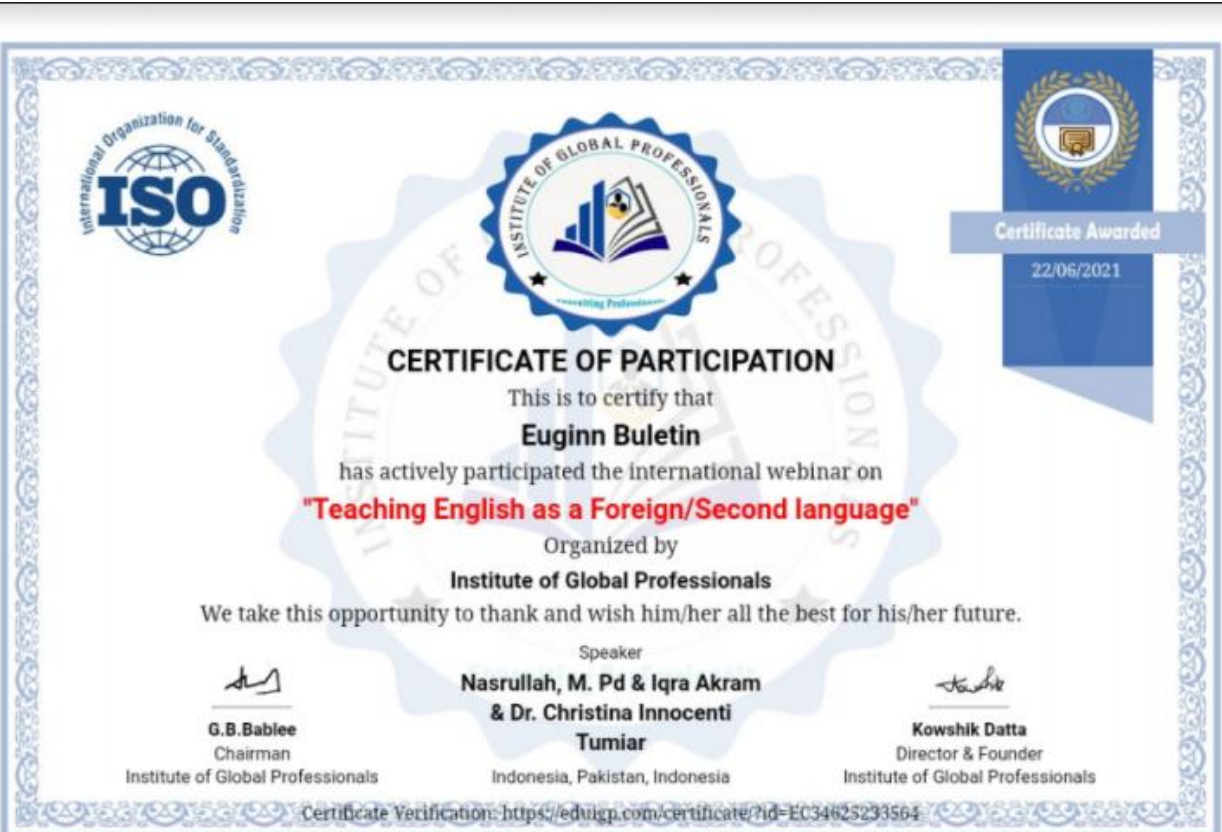 International Organization for Standardization
ISO
INSTITUTE OF GLOBAL PROFESSIONALS
Consulting Professionals
Certificate Awarded
22/06/2021
CERTIFICATE OF PARTICIPATION
This is to certify that
Euginn Buletin
has actively participated the international webinar on
"Teaching English as a Foreign/Second language"
Organized by
Institute of Global Professionals
We take this opportunity to thank and wish him/her all the best for his/her future.
Speaker
Nasrullah, M. Pd & Iqra Akram
& Dr. Christina Innocenti
Tumiar
Indonesia, Pakistan, Indonesia
G.B.Bablee
Chairman
Institute of Global Professionals
Kowshik Datta
Director & Founder
Institute of Global Professionals
Certificate Verification: https://eduigp.com/certificate/?id=EC34625233564